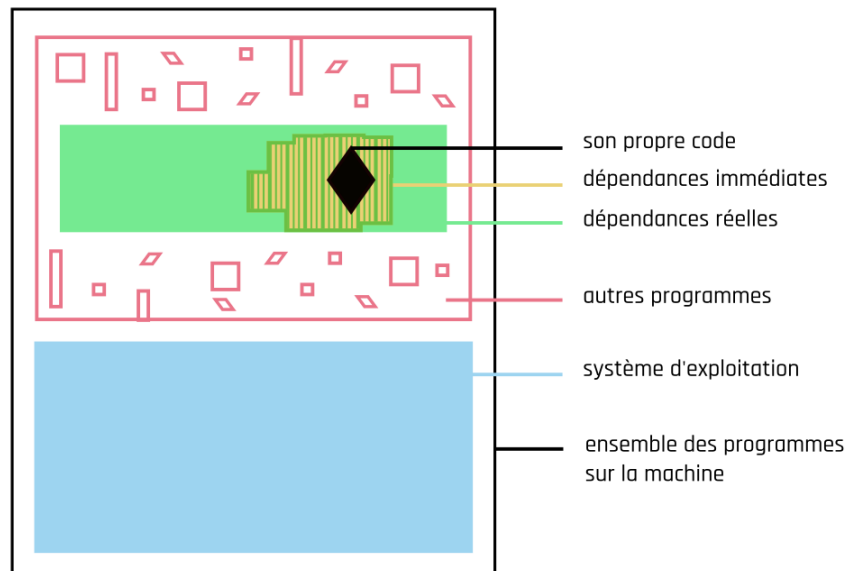 son propre code
dépendances immédiates
dépendances réelles
autres programmes
système d'exploitation
ensemble des programmes
sur la machine